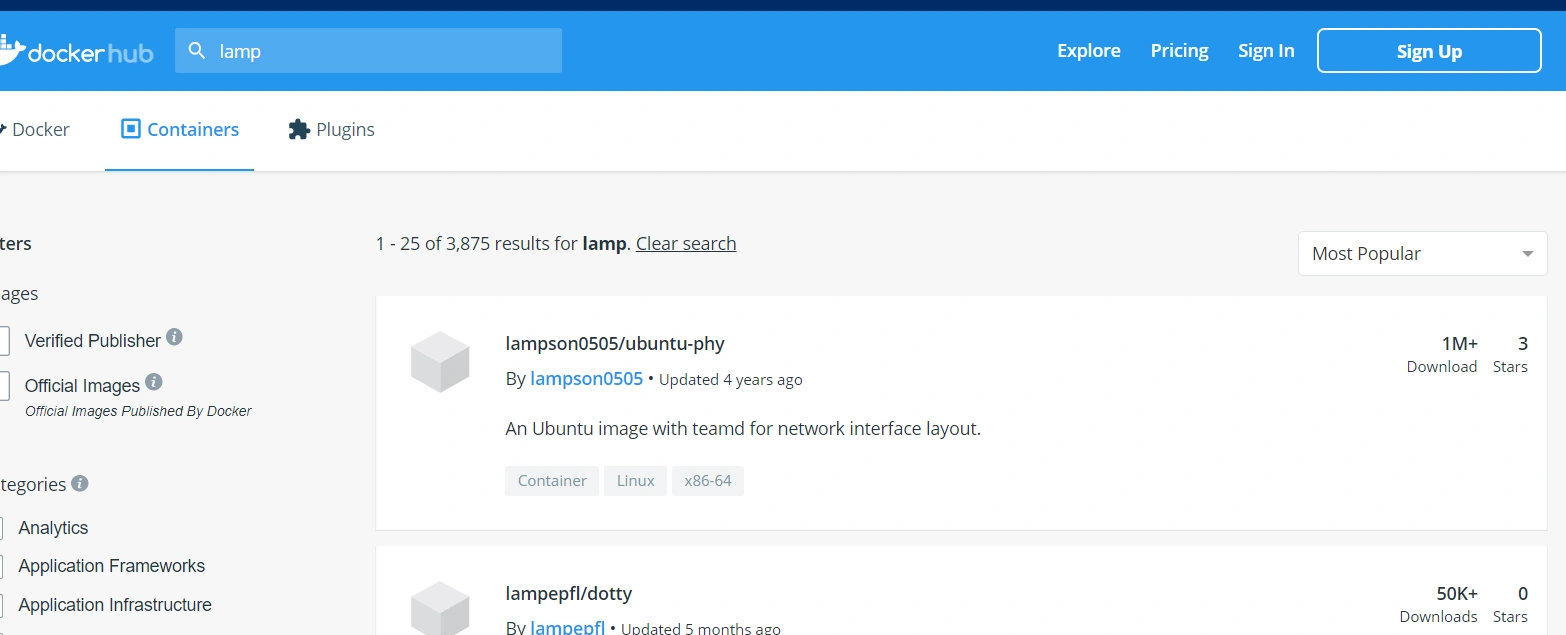 dockerhub
lamp
Explore Pricing Sign In Sign Up
Docker Containers Plugins
ters
1 - 25 of 3,875 results for lamp. Clear search
Most Popular
ages
Verified Publisher i
Official Images i
Official Images Published By Docker
tegories i
Analytics
Application Frameworks
Application Infrastructure
lampson0505/ubuntu-phy
1M+ 3
By lampson0505 • Updated 4 years ago
Download Stars
An Ubuntu image with teamd for network interface layout.
Container Linux x86-64
lampepfl/dotty
50K+ 0
By lampepfl • Updated 5 months ago
Downloads Stars